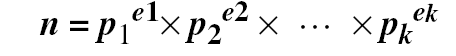 n = p₁ᵉ¹ × p₂ᵉ² × ⋯ × pₖᵉᵏ